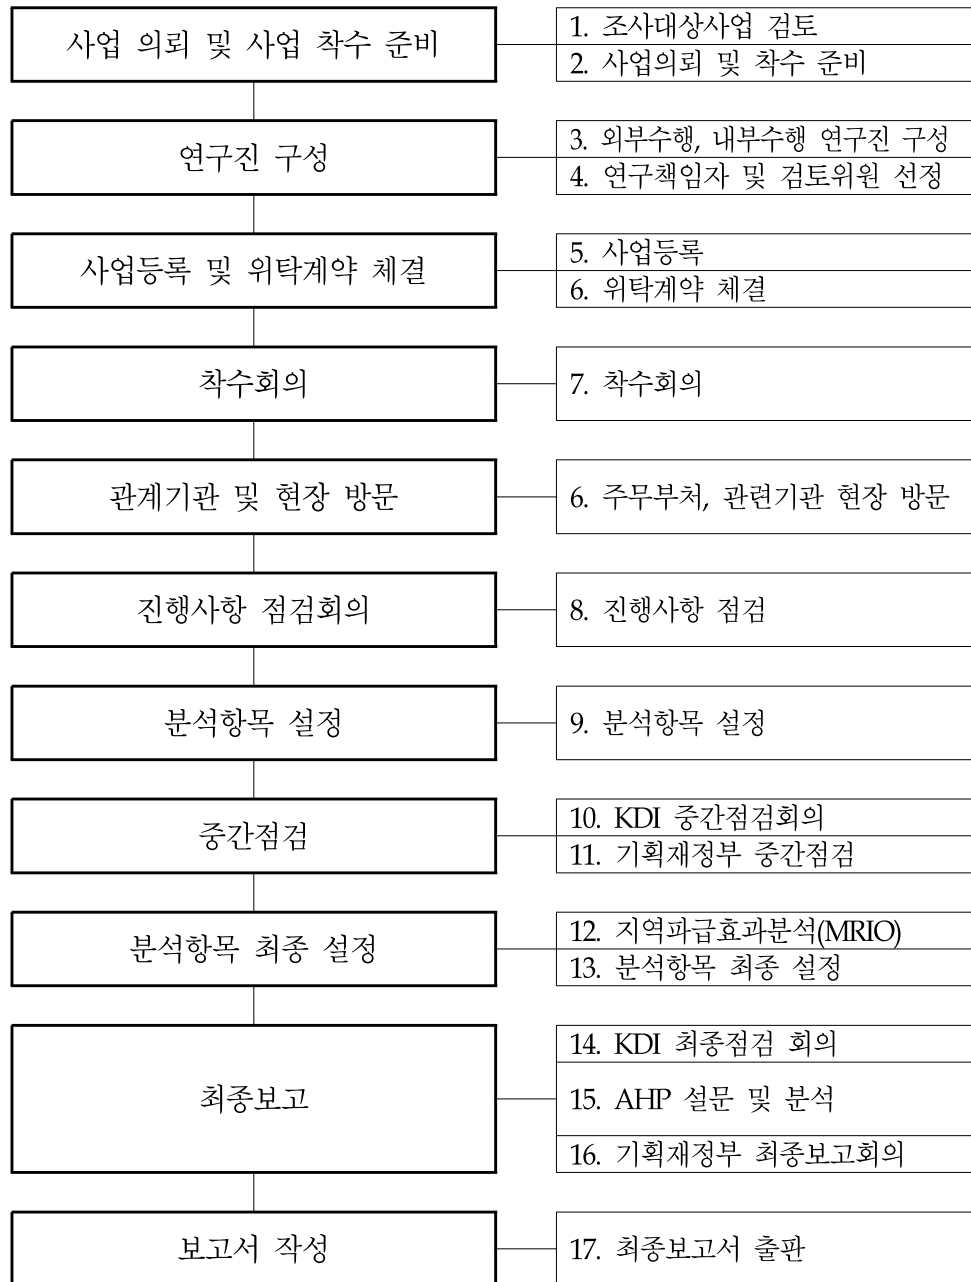 사업 의뢰 및 사업 착수 준비
1. 조사대상사업 검토
2. 사업의뢰 및 착수 준비
연구진 구성
3. 외부수행, 내부수행 연구진 구성
4. 연구책임자 및 검토위원 선정
사업등록 및 위탁계약 체결
5. 사업등록
6. 위탁계약 체결
착수회의
7. 착수회의
관계기관 및 현장 방문
6. 주무부처, 관련기관 현장 방문
진행사항 점검회의
8. 진행사항 점검
분석항목 설정
9. 분석항목 설정
중간점검
10. KDI 중간점검회의
11. 기획재정부 중간점검
분석항목 최종 설정
12. 지역파급효과분석(MRIO)
13. 분석항목 최종 설정
최종보고
14. KDI 최종점검 회의
15. AHP 설문 및 분석
16. 기획재정부 최종보고회의
보고서 작성
17. 최종보고서 출판